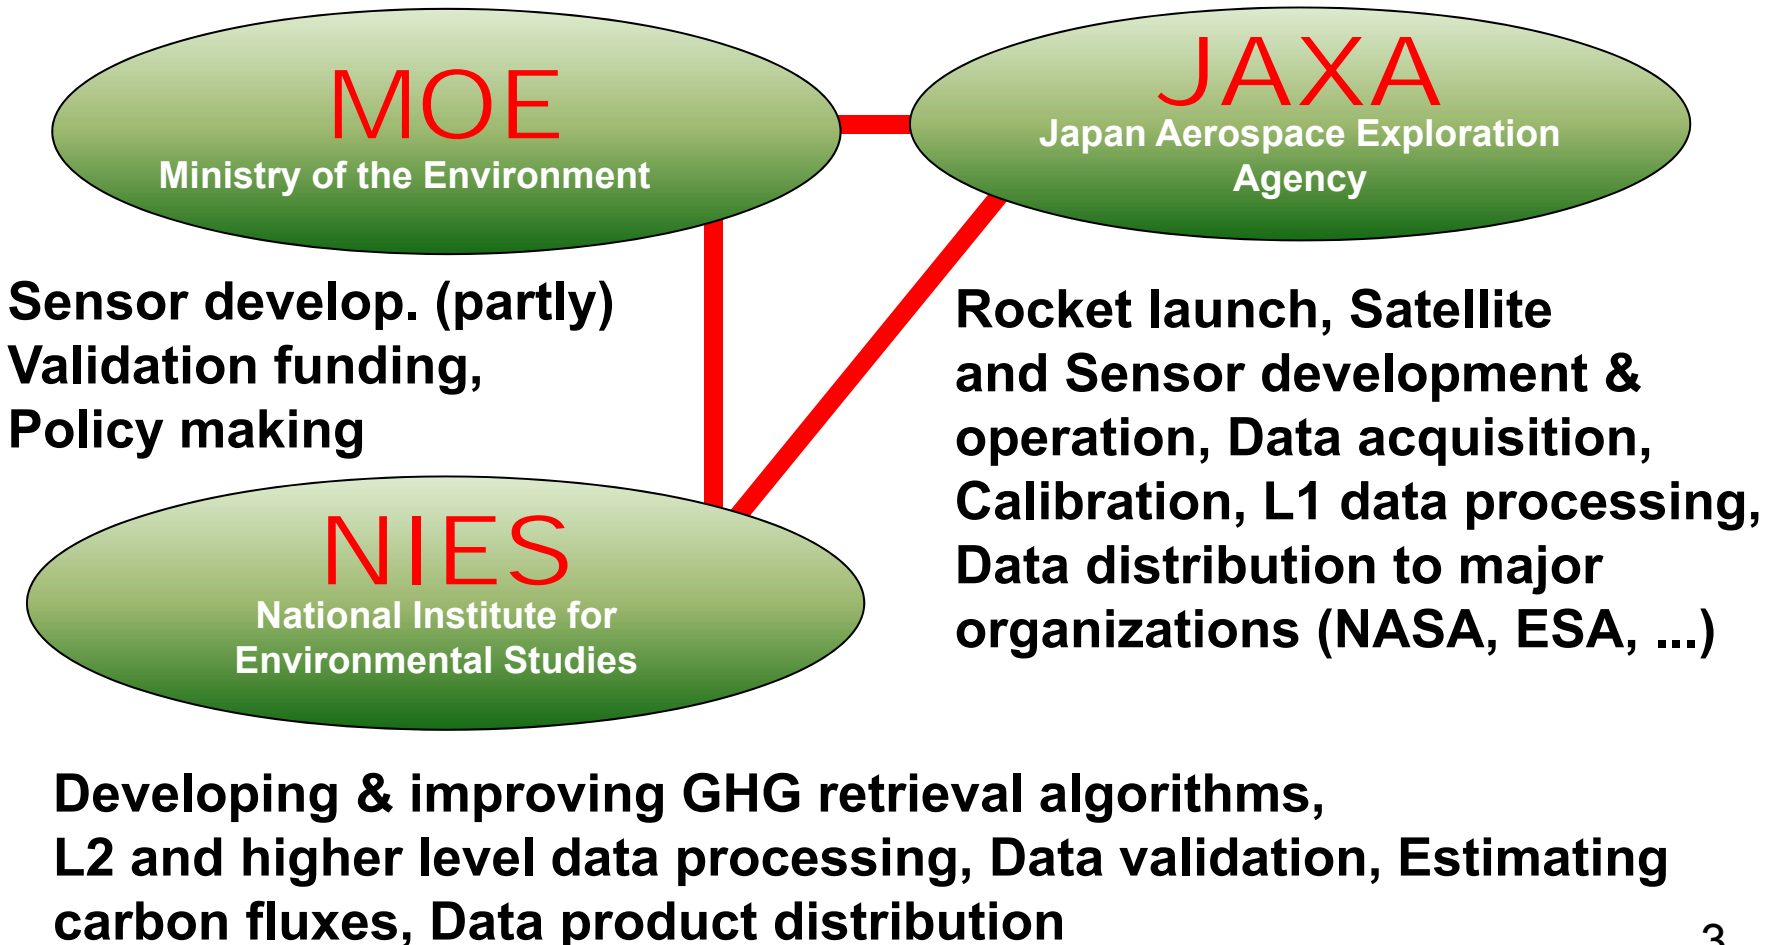 MOE
Ministry of the Environment
JAXA
Japan Aerospace Exploration
Agency
Sensor develop. (partly)
Validation funding,
Policy making
Rocket launch, Satellite
and Sensor development &
operation, Data acquisition,
Calibration, L1 data processing,
Data distribution to major
organizations (NASA, ESA, ...)
NIES
National Institute for
Environmental Studies
Developing & improving GHG retrieval algorithms,
L2 and higher level data processing, Data validation, Estimating
carbon fluxes, Data product distribution
3